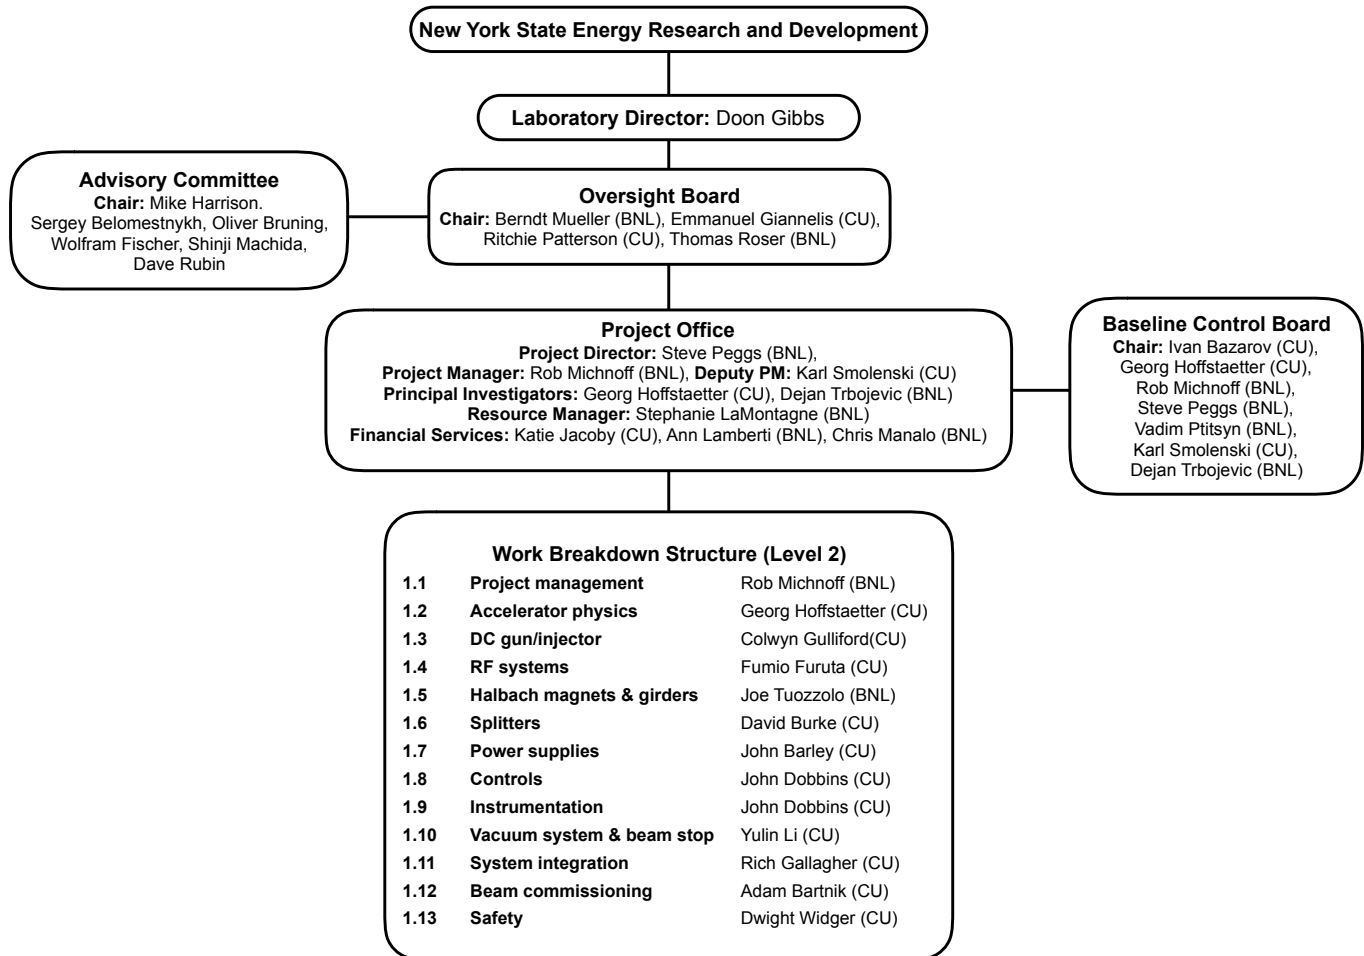 New York State Energy Research and Development
Laboratory Director: Doon Gibbs
Advisory Committee
Chair: Mike Harrison.
Sergey Belomestnykh, Oliver Bruning,
Wolfram Fischer, Shinji Machida,
Dave Rubin
Oversight Board
Chair: Berndt Mueller (BNL), Emmanuel Giannelis (CU),
Ritchie Patterson (CU), Thomas Roser (BNL)
Project Office
Project Director: Steve Peggs (BNL),
Project Manager: Rob Michnoff (BNL), Deputy PM: Karl Smolenski (CU)
Principal Investigators: Georg Hoffstaetter (CU), Dejan Trbojevic (BNL)
Resource Manager: Stephanie LaMontagne (BNL)
Financial Services: Katie Jacoby (CU), Ann Lamberti (BNL), Chris Manalo (BNL)
Baseline Control Board
Chair: Ivan Bazarov (CU),
Georg Hoffstaetter (CU),
Rob Michnoff (BNL),
Steve Peggs (BNL),
Vadim Ptitsyn (BNL),
Karl Smolenski (CU),
Dejan Trbojevic (BNL)
Work Breakdown Structure (Level 2)
1.1 Project management Rob Michnoff (BNL)
1.2 Accelerator physics Georg Hoffstaetter (CU)
1.3 DC gun/injector Colwyn Gulliford(CU)
1.4 RF systems Fumio Furuta (CU)
1.5 Halbach magnets & girders Joe Tuozzolo (BNL)
1.6 Splitters David Burke (CU)
1.7 Power supplies John Barley (CU)
1.8 Controls John Dobbins (CU)
1.9 Instrumentation John Dobbins (CU)
1.10 Vacuum system & beam stop Yulin Li (CU)
1.11 System integration Rich Gallagher (CU)
1.12 Beam commissioning Adam Bartnik (CU)
1.13 Safety Dwight Widger (CU)